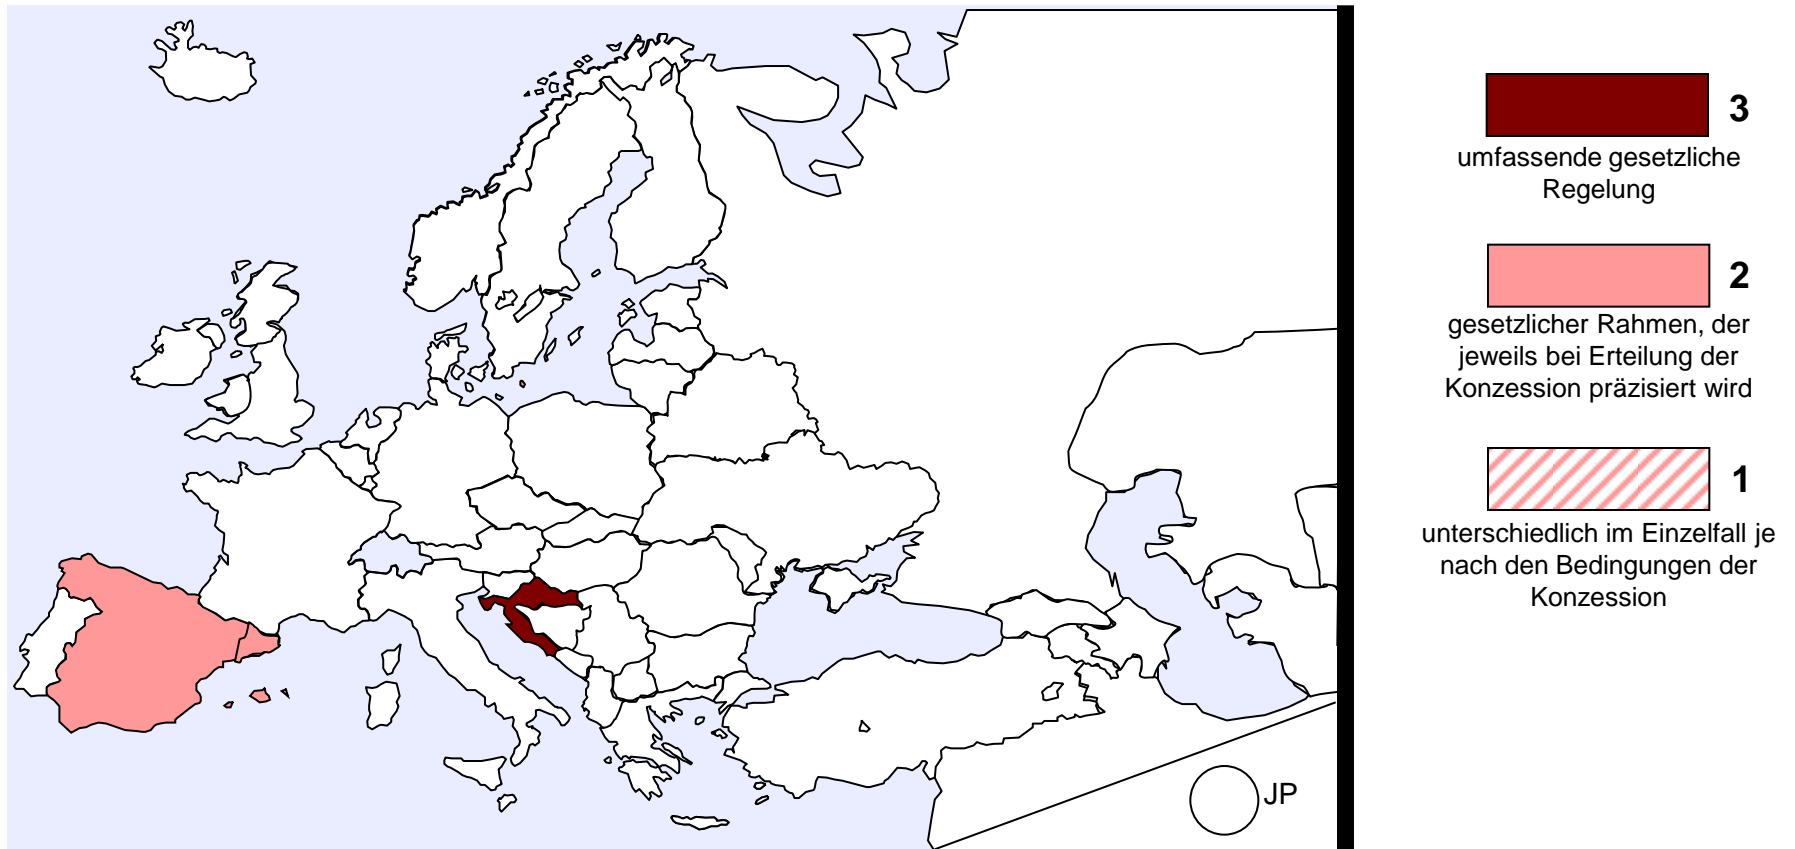 3
umfassende gesetzliche
Regelung
2
gesetzlicher Rahmen, der
jeweils bei Erteilung der
Konzession präzisiert wird
1
unterschiedlich im Einzelfall je
nach den Bedingungen der
Konzession
JP